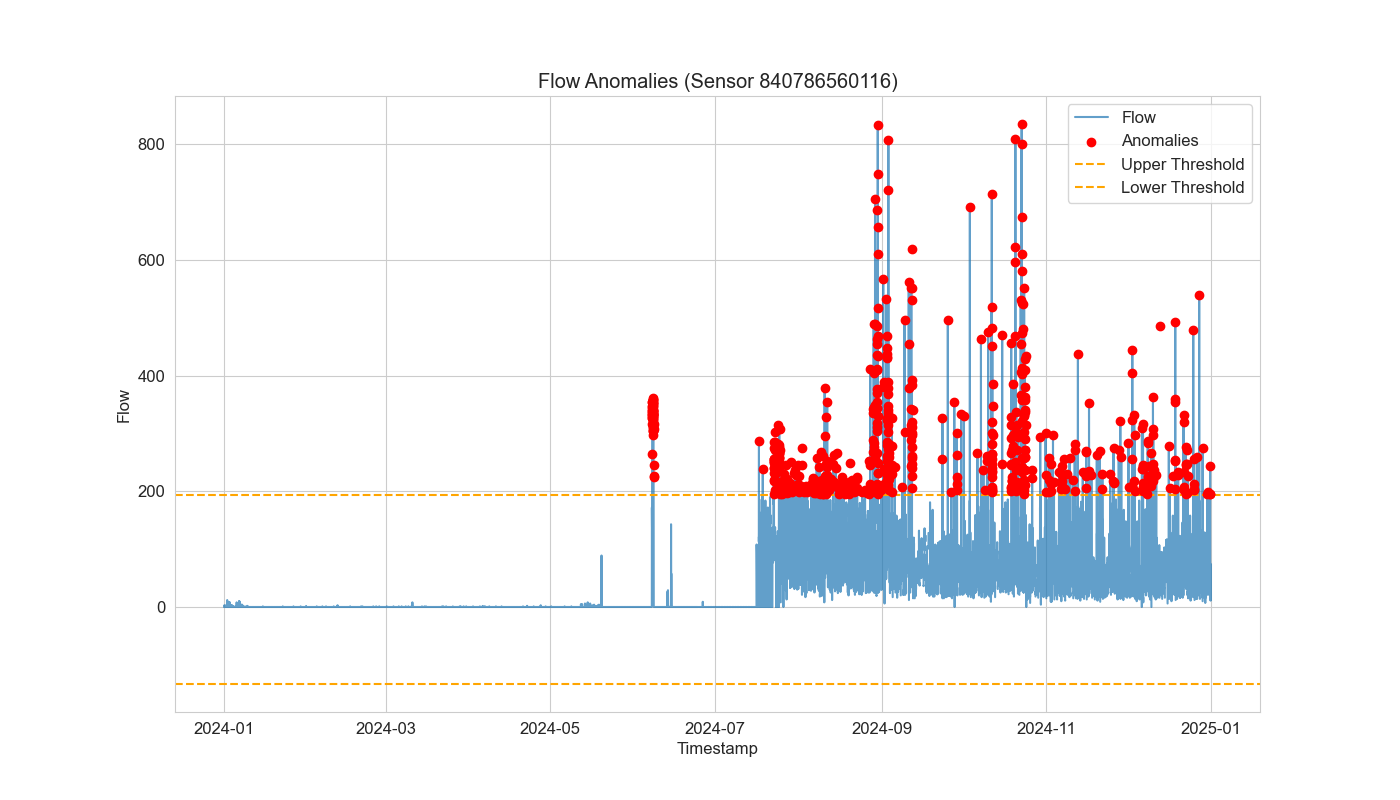 Flow Anomalies (Sensor 840786560116)
Flow
Anomalies
Upper Threshold
Lower Threshold
800
600
400
200
0
Flow
2024-01
2024-03
2024-05
2024-07
2024-09
2024-11
2025-01
Timestamp